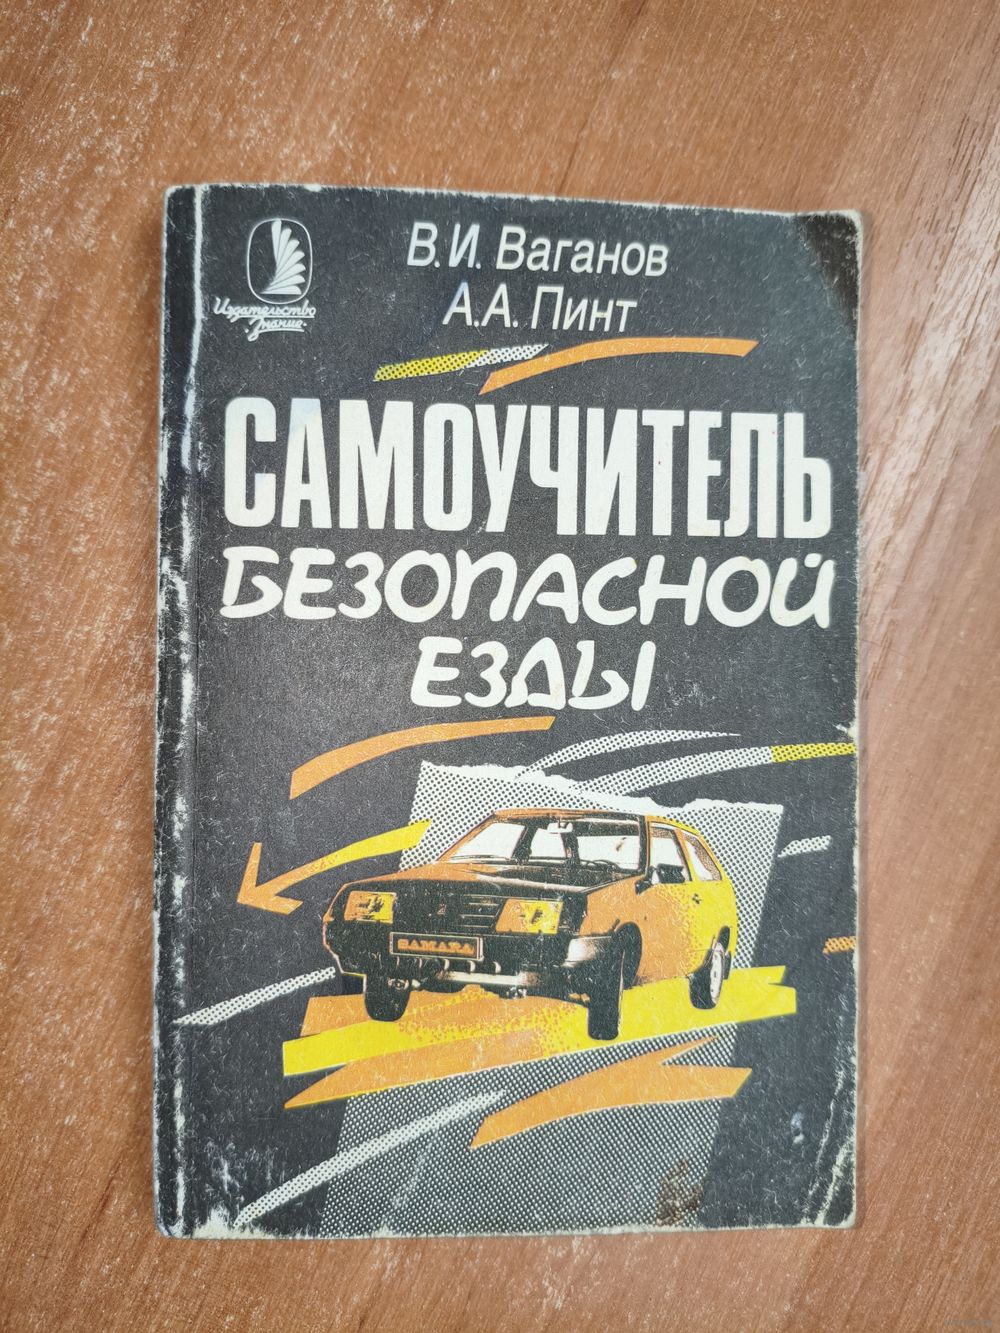 В.И. Ваганов
А.А. Пинт
Издательство
·Знание·
САМОУЧИТЕЛЬ
БЕЗОПАСНОЙ
ЕЗДЫ
SAMARA